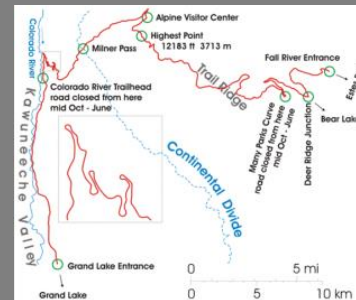 Alpine Visitor Center
Highest Point
12183 ft 3713 m
Milner Pass
Colorado River
Fall River Entrance
Trail Ridge
Colorado River Trailhead
road closed from here
mid Oct - June
Many Parks Curve
road closed from here
mid Oct - June
Deer Ridge Junction
Bear Lake
Kawuneeche Valley
Continental Divide
Grand Lake Entrance
Grand Lake
0 5 mi
0 10 km